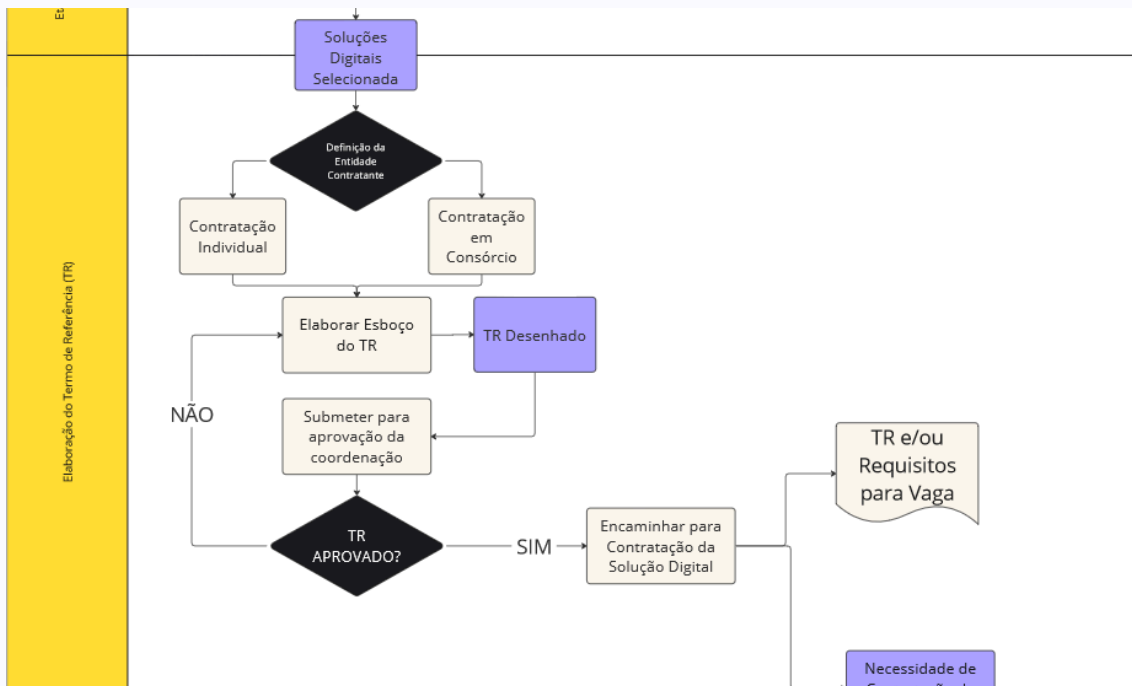 Soluções
Digitais
Selecionada
Definição da
Entidade
Contratante
Contratação
Individual
Contratação
em
Consórcio
Elaborar Esboço
do TR
TR Desenhado
Elaboração do Termo de Referência (TR)
NÃO
Submeter para
aprovação da
coordenação
TR e/ou
Requisitos
para Vaga
TR
APROVADO?
SIM
Encaminhar para
Contratação da
Solução Digital
Necessidade de